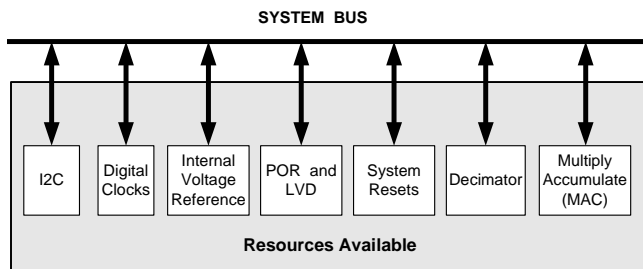 SYSTEM BUS
I2C
Digital
Clocks
Internal
Voltage
Reference
POR and
LVD
System
Resets
Decimator
Multiply
Accumulate
(MAC)
Resources Available